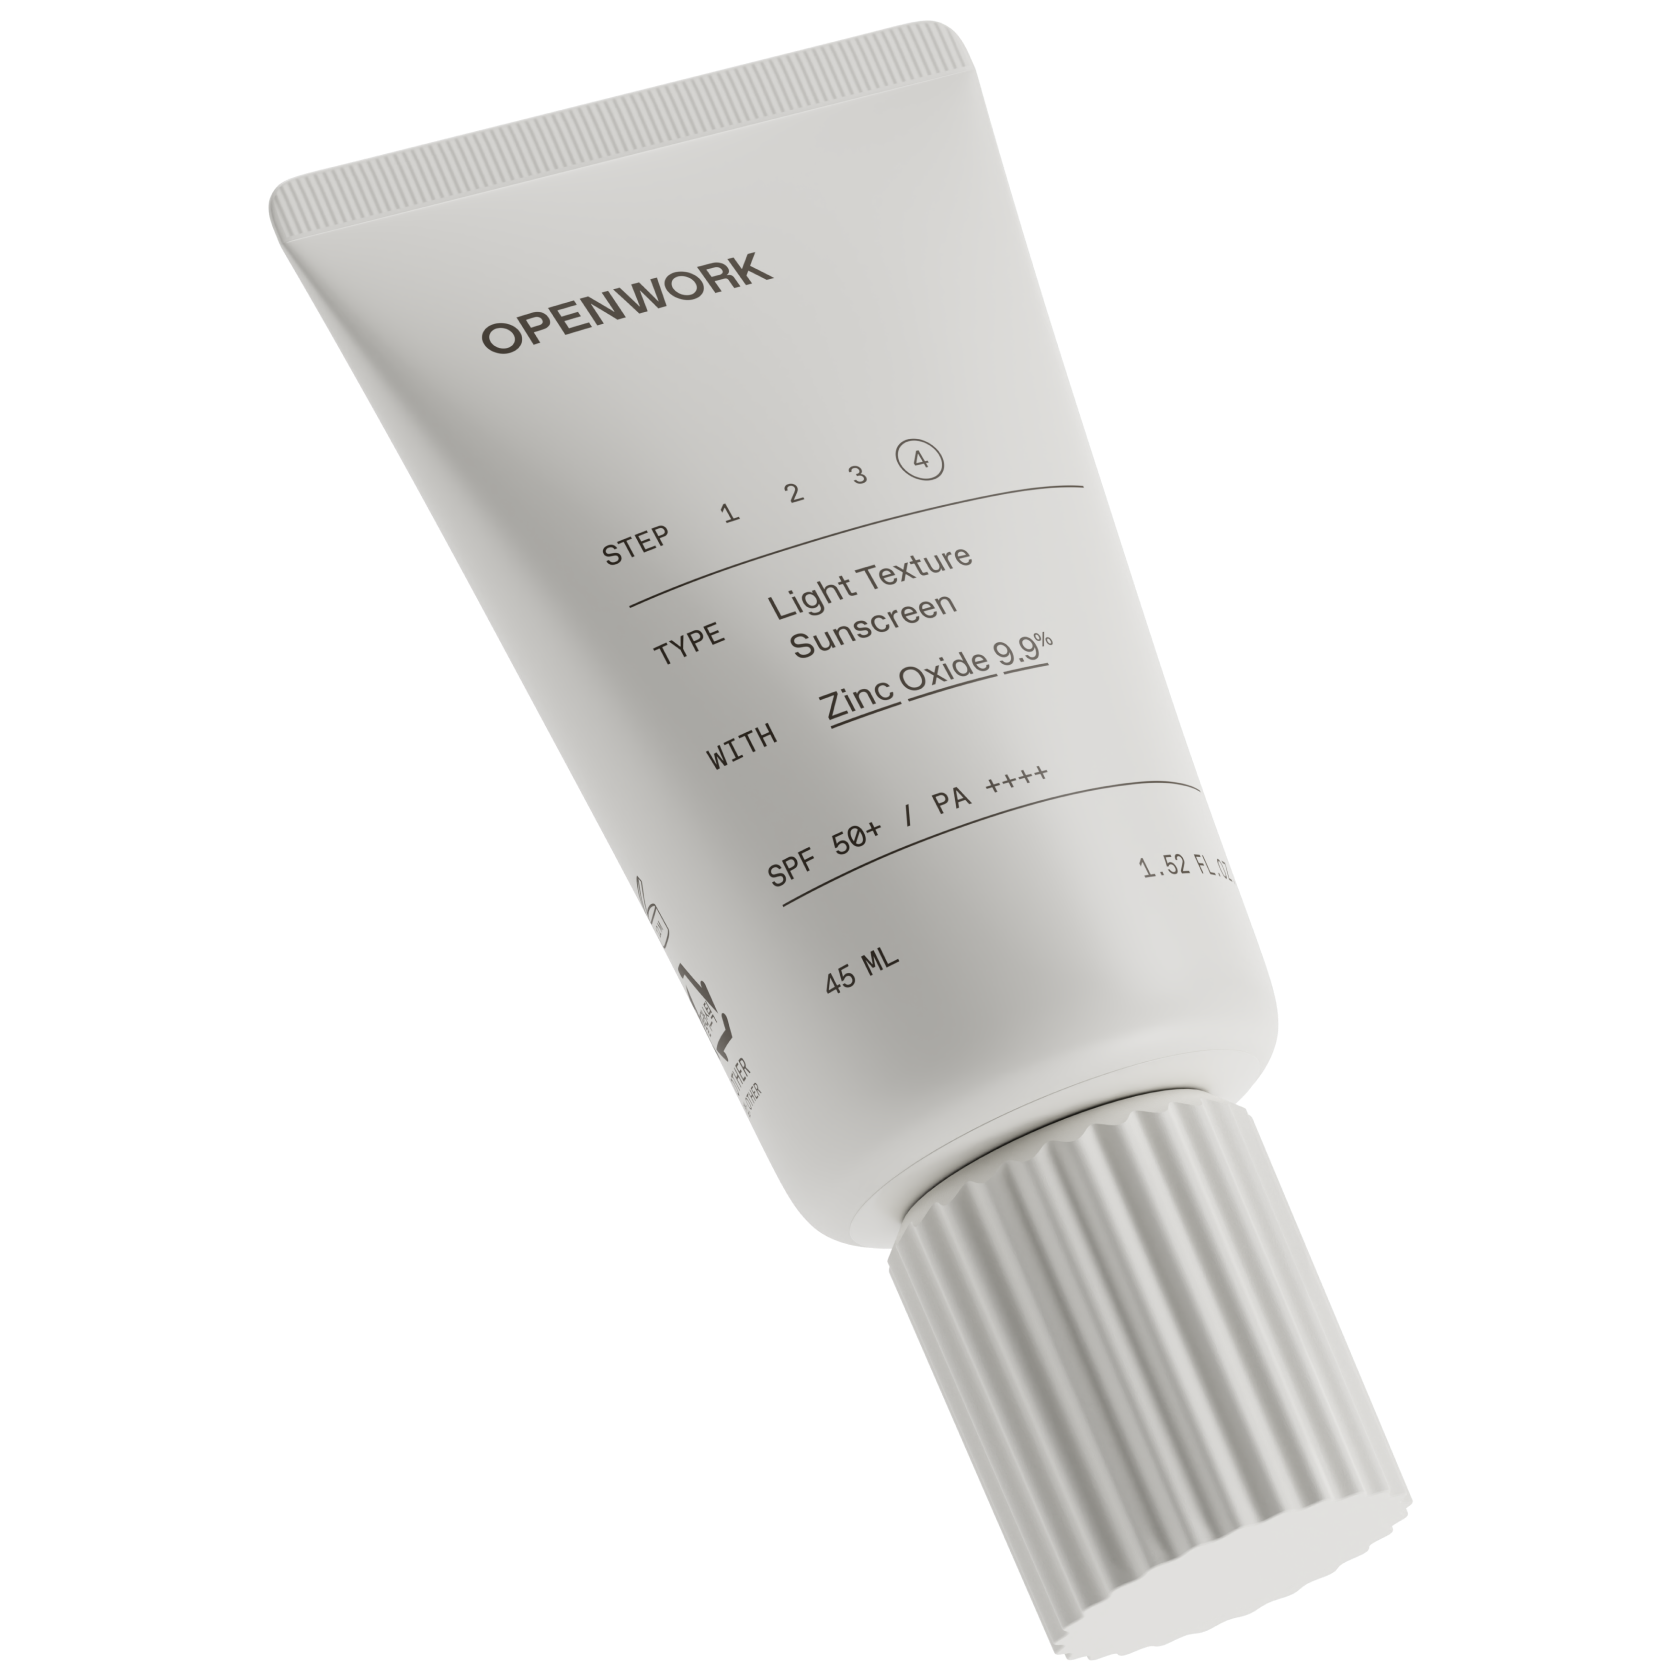 OPENWORK
STEP 1 2 3 4
TYPE Light Texture
Sunscreen
WITH Zinc Oxide 9.9%
SPF 50+ / PA ++++
45 ML 1.52 FL.OZ